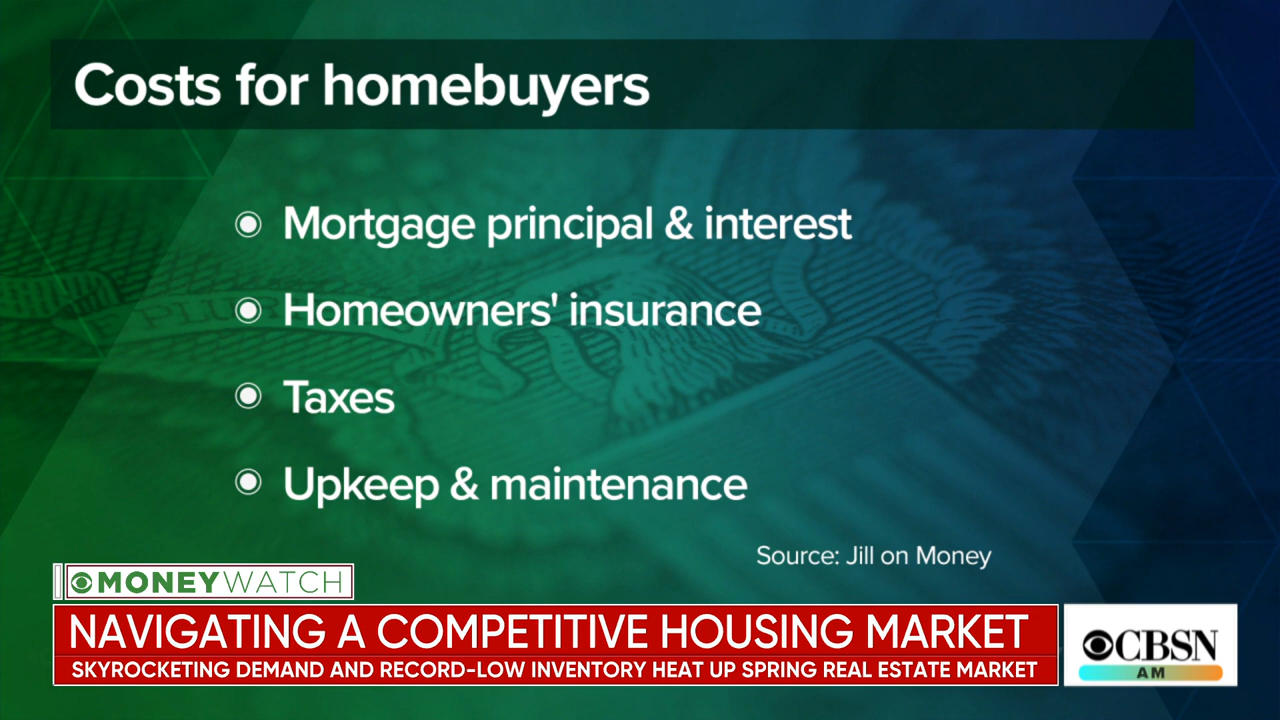 Costs for homebuyers
Mortgage principal & interest
Homeowners' insurance
Taxes
Upkeep & maintenance
Source: Jill on Money
MONEYWATCH
NAVIGATING A COMPETITIVE HOUSING MARKET
SKYROCKETING DEMAND AND RECORD-LOW INVENTORY HEAT UP SPRING REAL ESTATE MARKET
CBSN
AM